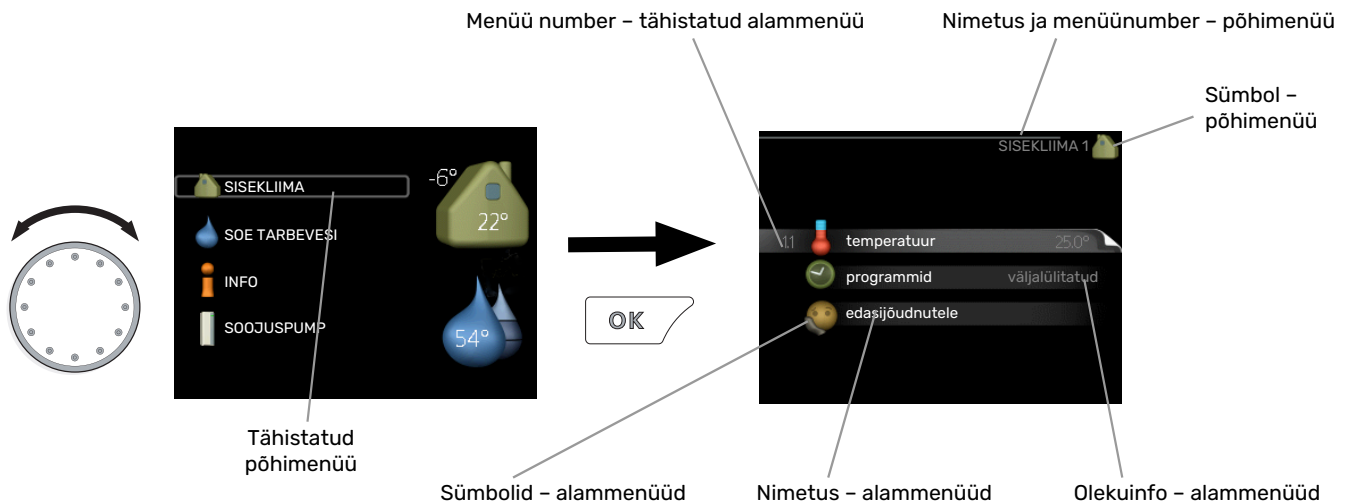 Menüü number – tähistatud alammenüü
Nimetus ja menüünumber – põhimenüü
Sümbol –
põhimenüü
SISEKLIIMA
SOE TARBEVESI
INFO
SOOJUSPUMP
-6°
22°
54°
OK
SISEKLIIMA 1
1.1 temperatuur 25.0°
programmid väljalülitatud
edasijõudnutele
Tähistatud
põhimenüü
Sümbolid – alammenüüd
Nimetus – alammenüüd
Olekuinfo – alammenüüd